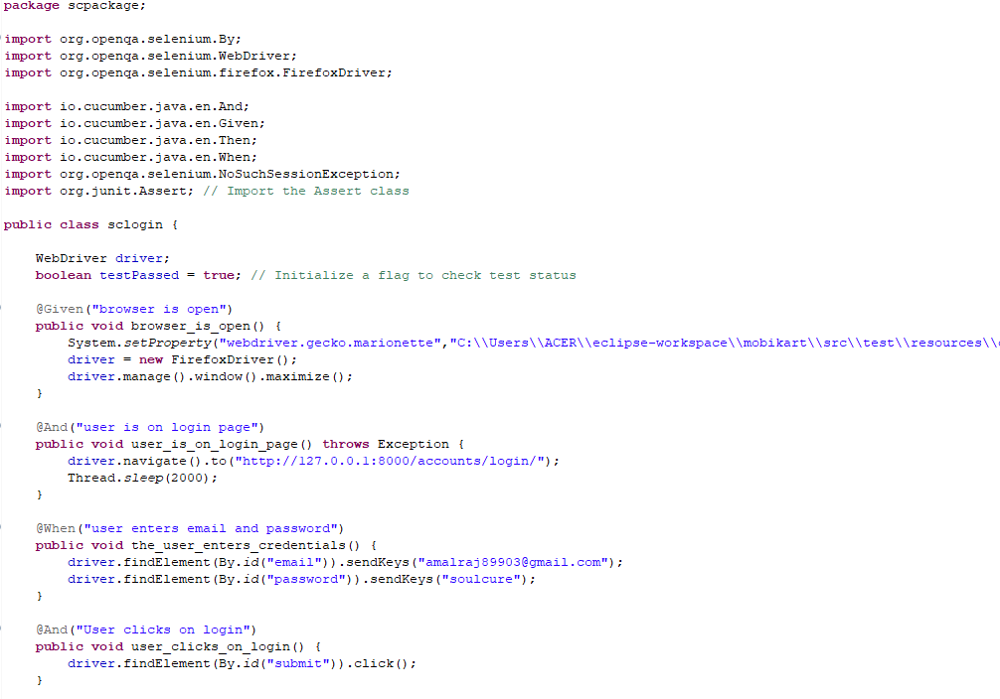 package scpackage;
import org.openqa.selenium.By;
import org.openqa.selenium.WebDriver;
import org.openqa.selenium.firefox.FirefoxDriver;
import io.cucumber.java.en.And;
import io.cucumber.java.en.Given;
import io.cucumber.java.en.Then;
import io.cucumber.java.en.When;
import org.openqa.selenium.NoSuchSessionException;
import org.junit.Assert; // Import the Assert class
public class sclogin {
WebDriver driver;
boolean testPassed = true; // Initialize a flag to check test status
@Given("browser is open")
public void browser_is_open() {
System.setProperty("webdriver.gecko.marionette","C:\\Users\\ACER\\eclipse-workspace\\mobikart\\src\\test\\resources\\
driver = new FirefoxDriver();
driver.manage().window().maximize();
}
@And("user is on login page")
public void user_is_on_login_page() throws Exception {
driver.navigate().to("http://127.0.0.1:8000/accounts/login/");
Thread.sleep(2000);
}
@When("user enters email and password")
public void the_user_enters_credentials() {
driver.findElement(By.id("email")).sendKeys("amalraj89903@gmail.com");
driver.findElement(By.id("password")).sendKeys("soulcure");
}
@And("User clicks on login")
public void user_clicks_on_login() {
driver.findElement(By.id("submit")).click();
}